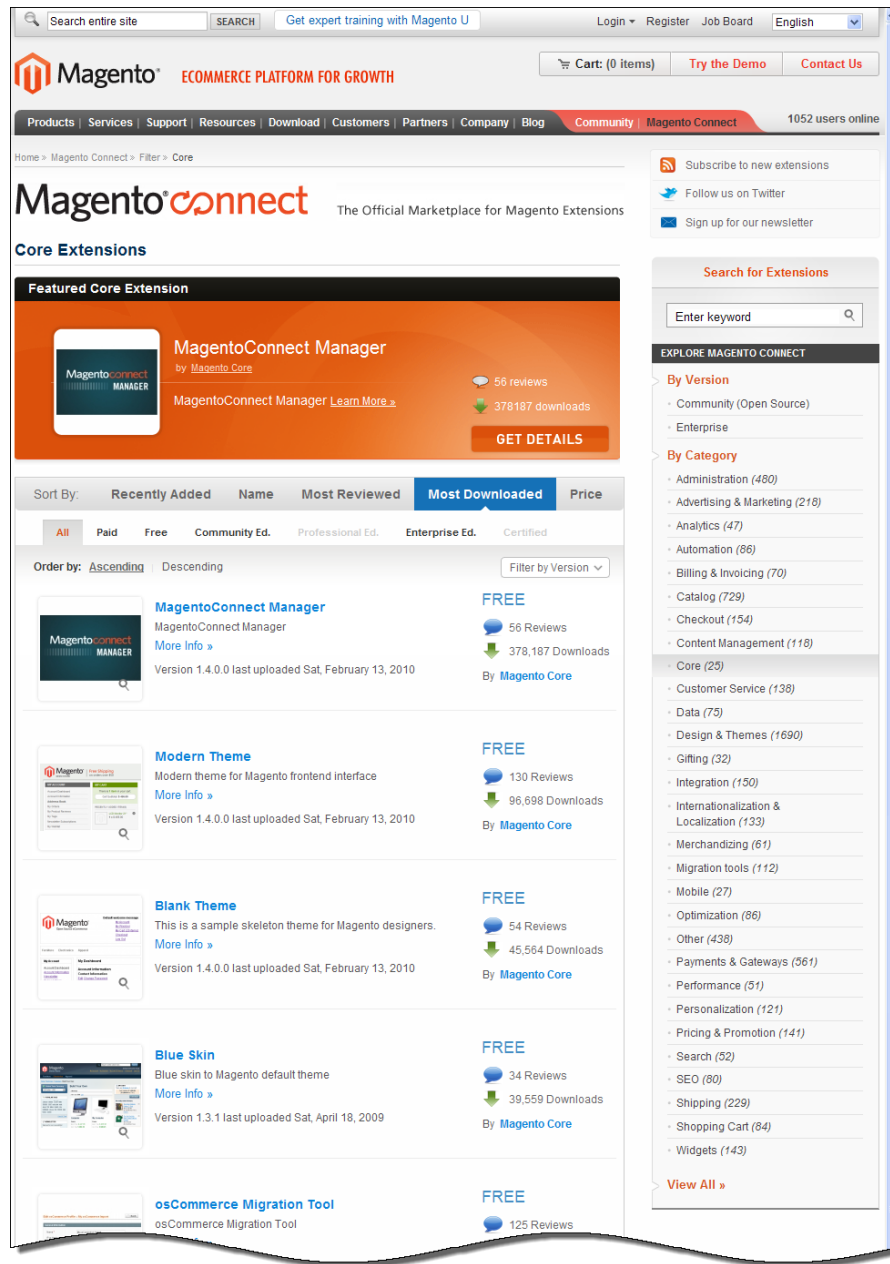 Search entire site SEARCH Get expert training with Magento U Login Register Job Board English
Magento® ECOMMERCE PLATFORM FOR GROWTH Cart: (0 items) Try the Demo Contact Us
Products | Services | Support | Resources | Download | Customers | Partners | Company | Blog Community | Magento Connect 1052 users online
Home » Magento Connect » Filter » Core
Magento® connect The Official Marketplace for Magento Extensions
Core Extensions
Featured Core Extension
Magentoconnect
MANAGER
MagentoConnect Manager
by Magento Core
MagentoConnect Manager Learn More »
56 reviews
378187 downloads
GET DETAILS
Sort By: Recently Added Name Most Reviewed Most Downloaded Price
All Paid Free Community Ed. Professional Ed. Enterprise Ed. Certified
Order by: Ascending Descending Filter by Version
Magentoconnect
MANAGER
MagentoConnect Manager
MagentoConnect Manager
More Info »
Version 1.4.0.0 last uploaded Sat, February 13, 2010
FREE
56 Reviews
378,187 Downloads
By Magento Core
Magento
Modern Theme
Modern theme for Magento frontend interface
More Info »
Version 1.4.0.0 last uploaded Sat, February 13, 2010
FREE
130 Reviews
96,698 Downloads
By Magento Core
Magento
Blank Theme
This is a sample skeleton theme for Magento designers.
More Info »
Version 1.4.0.0 last uploaded Sat, February 13, 2010
FREE
54 Reviews
45,564 Downloads
By Magento Core
Blue Skin
Blue skin to Magento default theme
More Info »
Version 1.3.1 last uploaded Sat, April 18, 2009
FREE
34 Reviews
39,559 Downloads
By Magento Core
osCommerce Migration Tool
osCommerce Migration Tool
FREE
125 Reviews
Subscribe to new extensions
Follow us on Twitter
Sign up for our newsletter
Search for Extensions
Enter keyword
EXPLORE MAGENTO CONNECT
By Version
Community (Open Source)
Enterprise
By Category
Administration (480)
Advertising & Marketing (218)
Analytics (47)
Automation (86)
Billing & Invoicing (70)
Catalog (729)
Checkout (154)
Content Management (118)
Core (25)
Customer Service (138)
Data (75)
Design & Themes (1690)
Gifting (32)
Integration (150)
Internationalization &
Localization (133)
Merchandizing (61)
Migration tools (112)
Mobile (27)
Optimization (86)
Other (438)
Payments & Gateways (561)
Performance (51)
Personalization (121)
Pricing & Promotion (141)
Search (52)
SEO (80)
Shipping (229)
Shopping Cart (84)
Widgets (143)
View All »